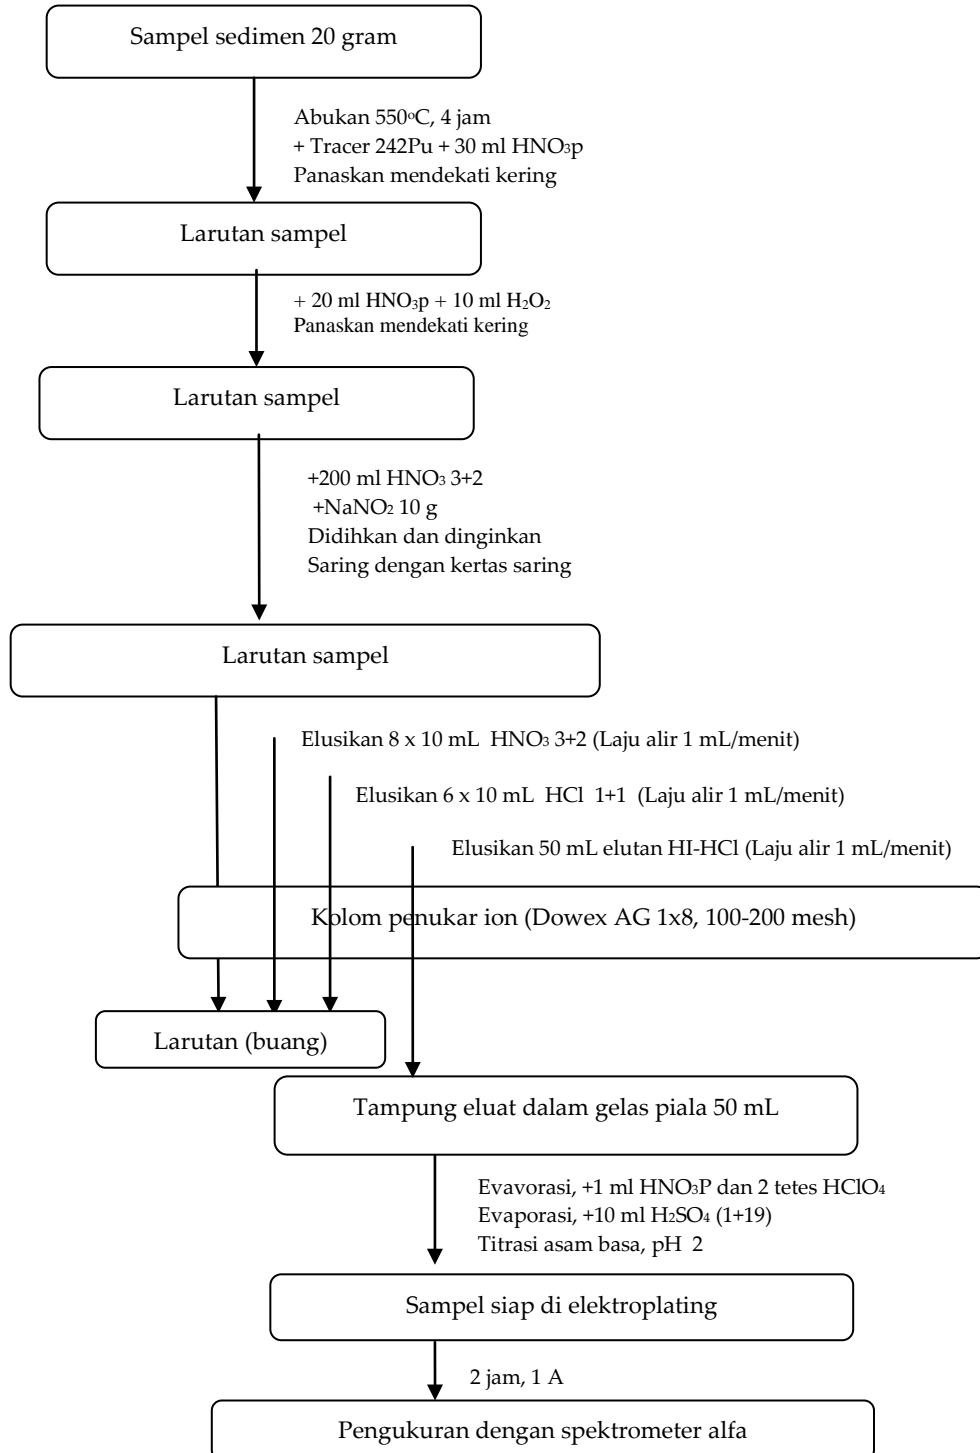 Sampel sedimen 20 gram
Abukan 550°C, 4 jam
+ Tracer 242Pu + 30 ml HNO₃p
Panaskan mendekati kering
Larutan sampel
+ 20 ml HNO₃p + 10 ml H₂O₂
Panaskan mendekati kering
Larutan sampel
+200 ml HNO₃ 3+2
+NaNO₂ 10 g
Didihkan dan dinginkan
Saring dengan kertas saring
Larutan sampel
Elusikan 8 x 10 mL HNO₃ 3+2 (Laju alir 1 mL/menit)
Elusikan 6 x 10 mL HCl 1+1 (Laju alir 1 mL/menit)
Elusikan 50 mL elutan HI-HCl (Laju alir 1 mL/menit)
Kolom penukar ion (Dowex AG 1x8, 100-200 mesh)
Larutan (buang)
Tampung eluat dalam gelas piala 50 mL
Evavorasi, +1 ml HNO₃P dan 2 tetes HClO₄
Evaporasi, +10 ml H₂SO₄ (1+19)
Titrasi asam basa, pH 2
Sampel siap di elektroplating
2 jam, 1 A
Pengukuran dengan spektrometer alfa